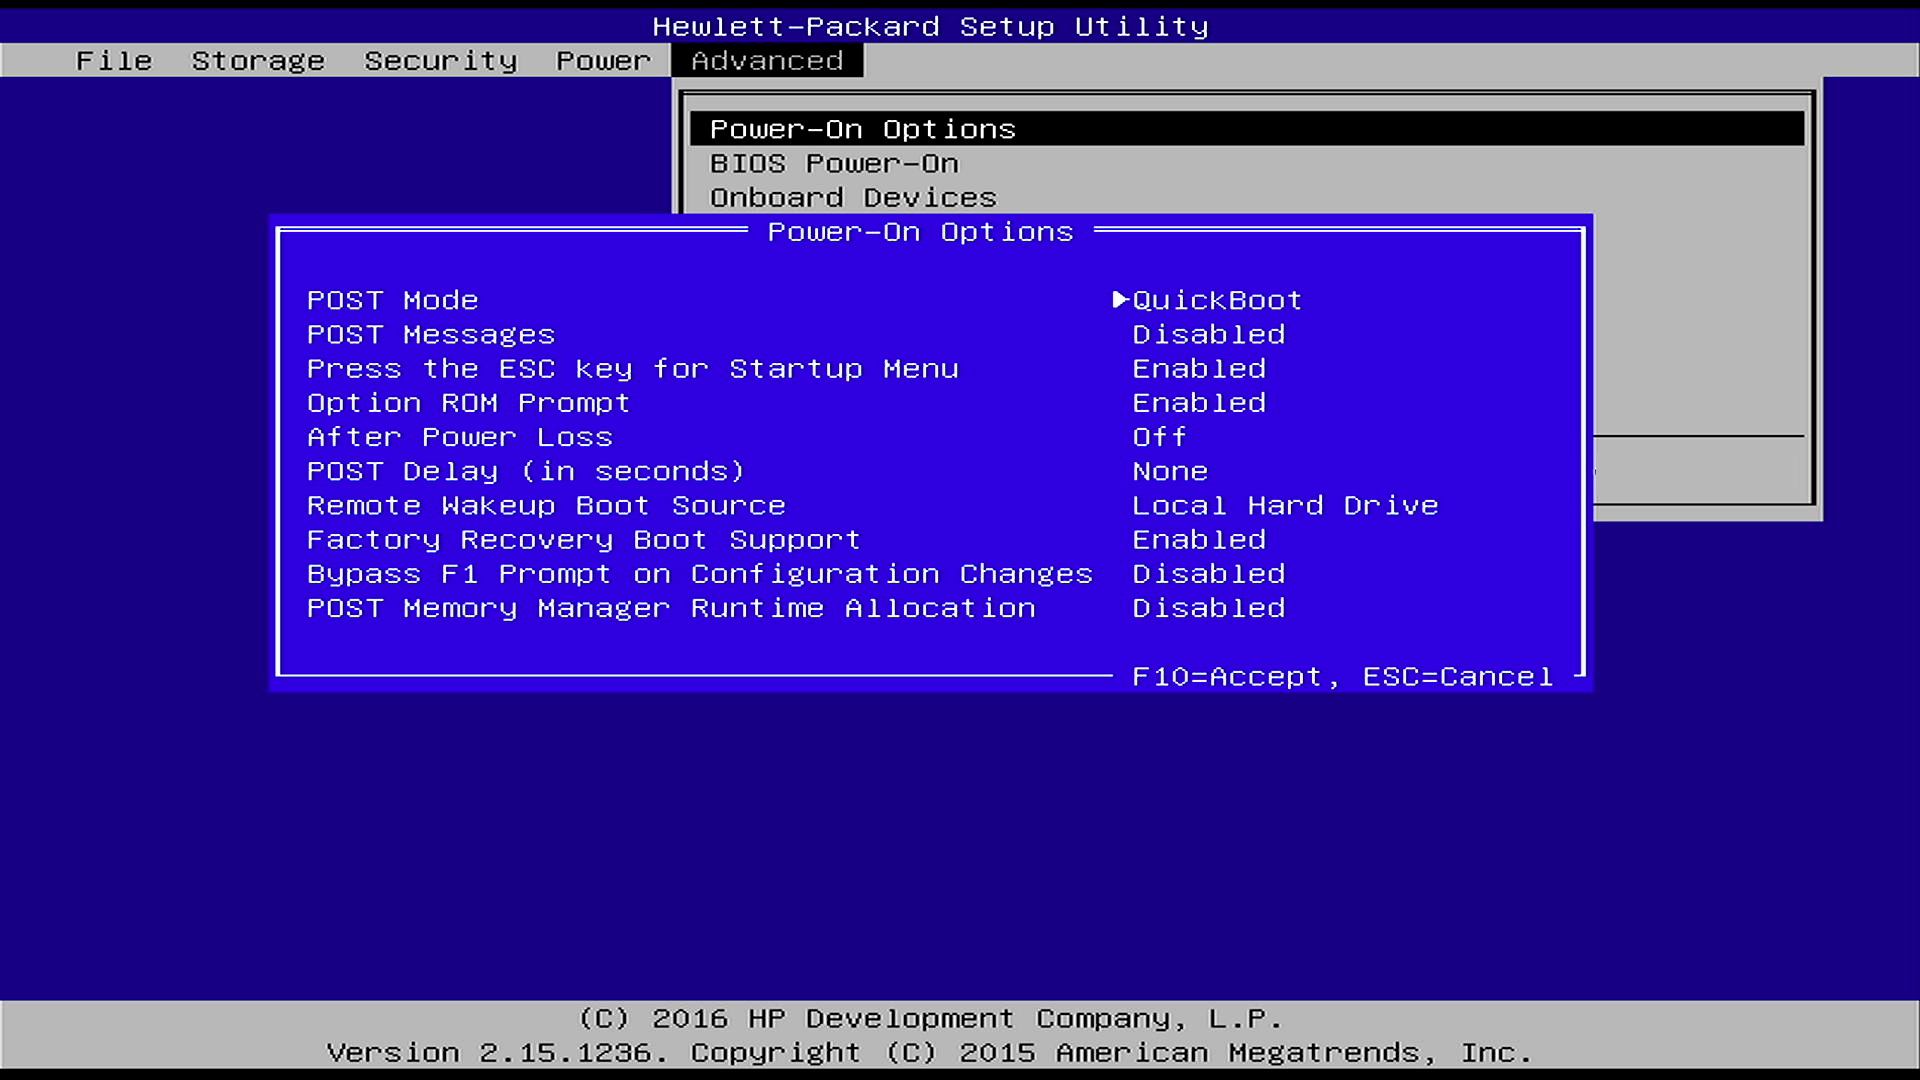 Hewlett-Packard Setup Utility
File Storage Security Power Advanced
Power-On Options
BIOS Power-On
Onboard Devices
Power-On Options
POST Mode QuickBoot
POST Messages Disabled
Press the ESC key for Startup Menu Enabled
Option ROM Prompt Enabled
After Power Loss Off
POST Delay (in seconds) None
Remote Wakeup Boot Source Local Hard Drive
Factory Recovery Boot Support Enabled
Bypass F1 Prompt on Configuration Changes Disabled
POST Memory Manager Runtime Allocation Disabled
F10=Accept, ESC=Cancel
(C) 2016 HP Development Company, L.P.
Version 2.15.1236. Copyright (C) 2015 American Megatrends, Inc.